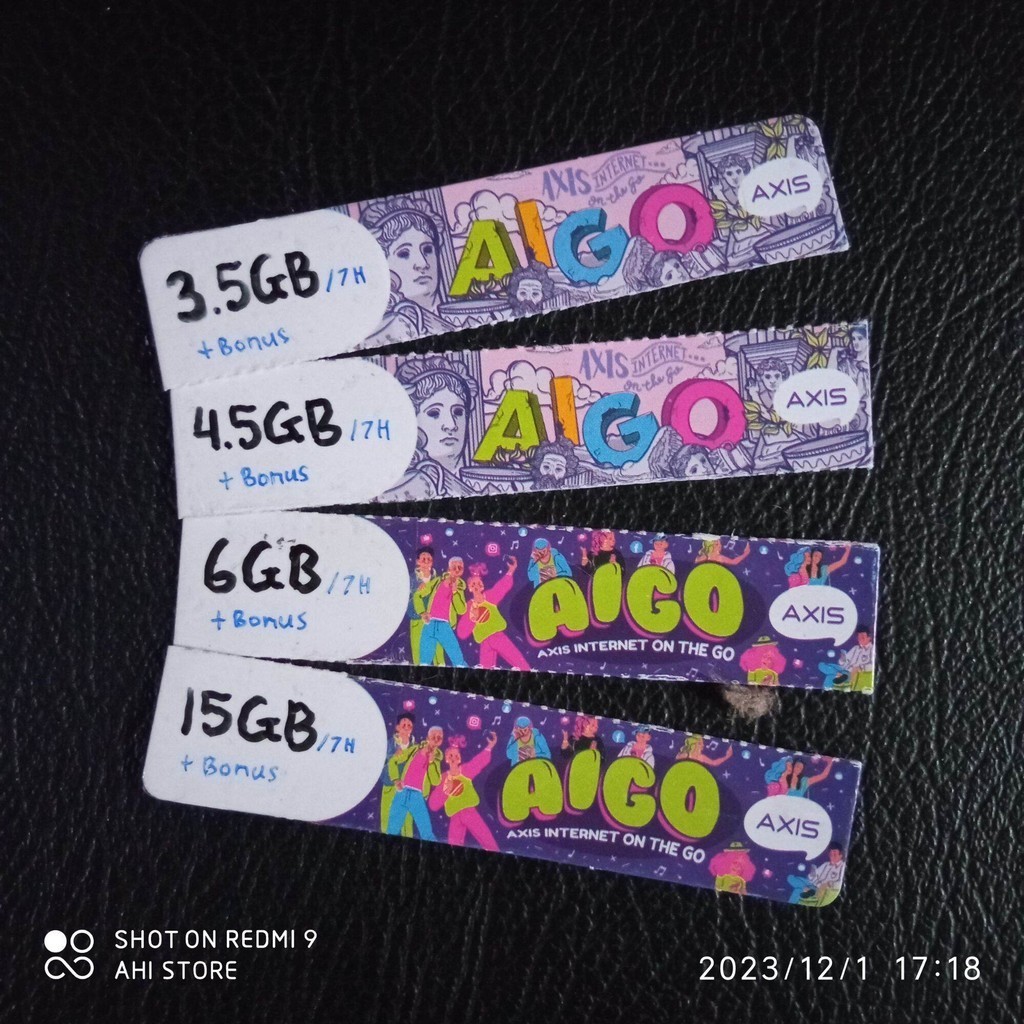 AXIS INTERNET...
on the go
AIGO
AXIS
3.5GB/7H
+ Bonus
AXIS INTERNET...
on the go
AIGO
AXIS
4.5GB/7H
+ Bonus
6GB/7H
+ Bonus
AIGO
AXIS INTERNET ON THE GO
AXIS
15GB/7H
+ Bonus
AIGO
AXIS INTERNET ON THE GO
AXIS
SHOT ON REDMI 9
AHI STORE
2023/12/1 17:18